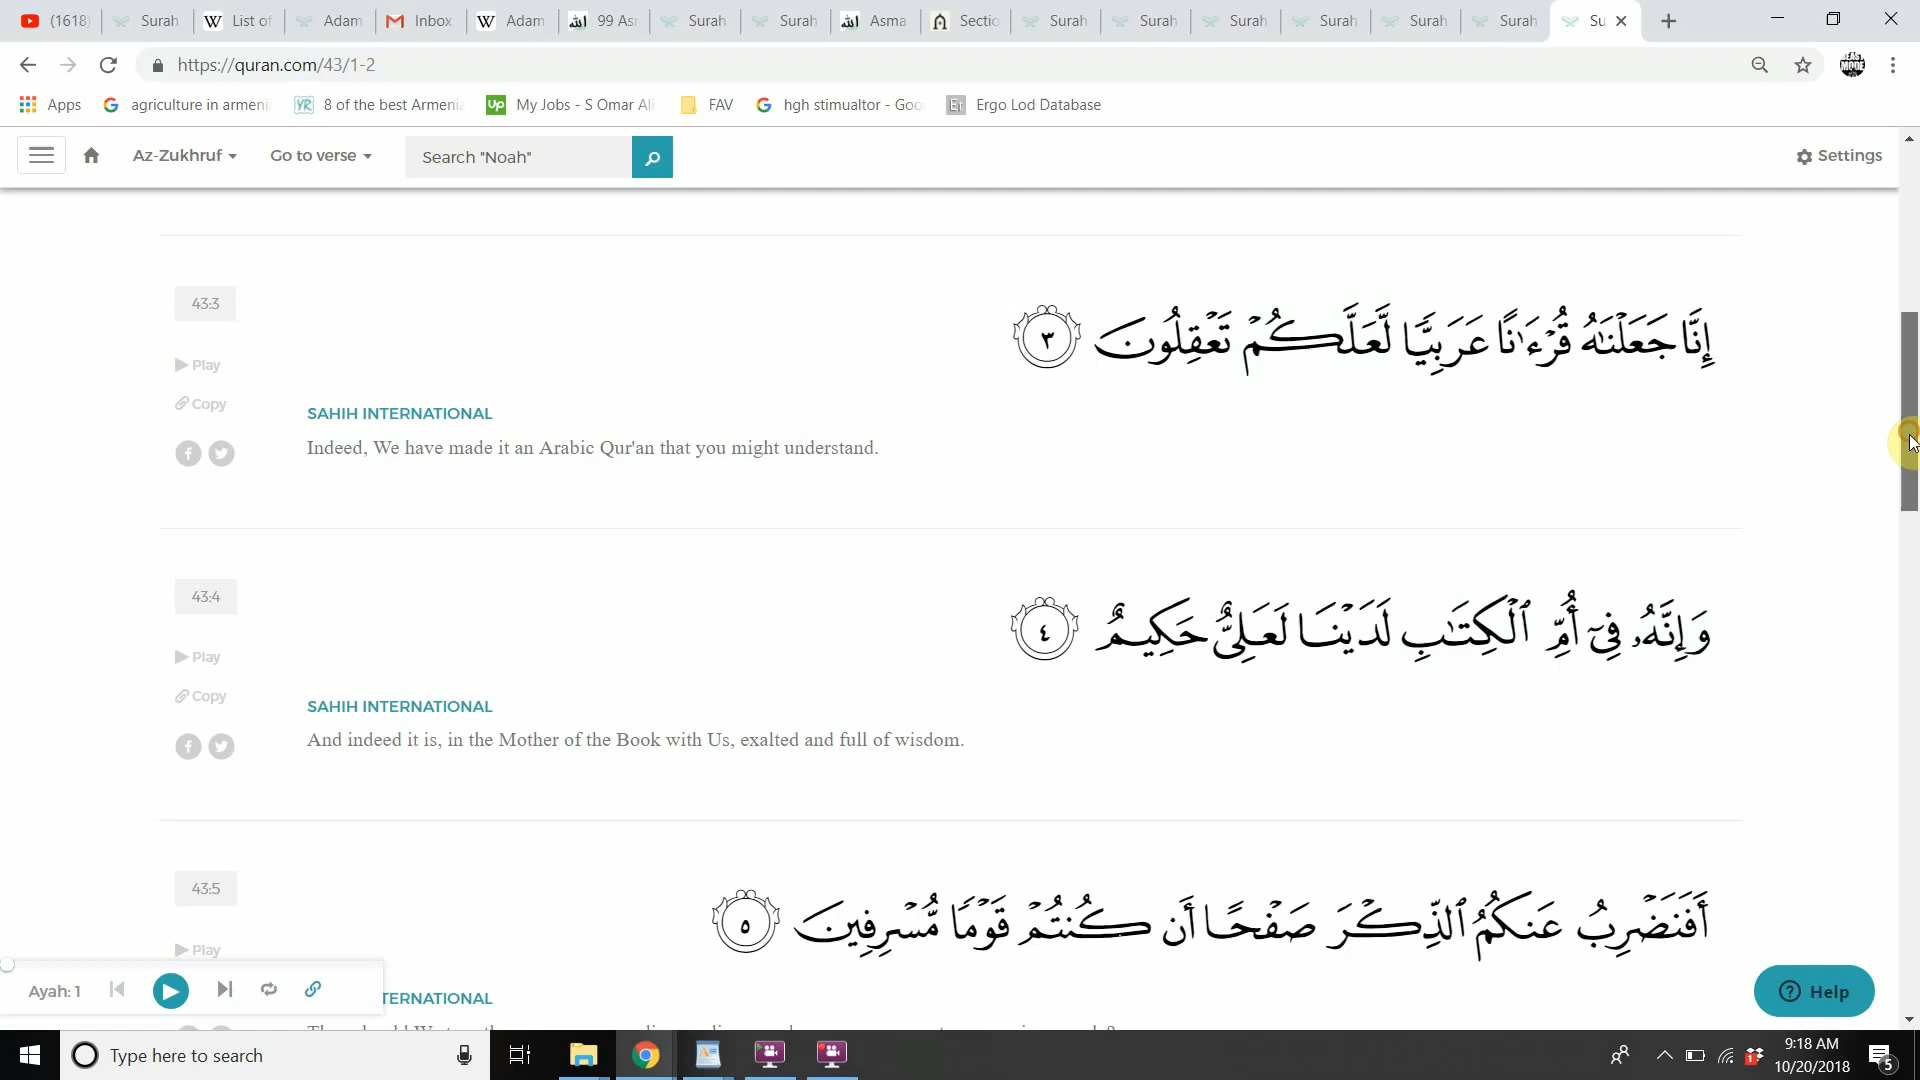 (1618) Surah List of Adam Inbox Adam 99 Surah Surah Asma Sectio Surah Surah Surah Surah Surah Surah Su
https://quran.com/43/1-2
Apps agriculture in armeni 8 of the best Armenia My Jobs - S Omar Ali FAV hgh stimualtor - Goo Ergo Lod Database
Az-Zukhruf Go to verse Search "Noah" Settings
43:3
إِنَّا جَعَلْنَٰهُ قُرْءَٰنًا عَرَبِيًّا لَّعَلَّكُمْ تَعْقِلُونَ ٣
Play
Copy
SAHIH INTERNATIONAL
Indeed, We have made it an Arabic Qur'an that you might understand.
43:4
وَإِنَّهُۥ فِىٓ أُمِّ ٱلْكِتَٰبِ لَدَيْنَا لَعَلِىٌّ حَكِيمٌ ٤
Play
Copy
SAHIH INTERNATIONAL
And indeed it is, in the Mother of the Book with Us, exalted and full of wisdom.
43:5
أَفَنَضْرِبُ عَنكُمُ ٱلذِّكْرَ صَفْحًا أَن كُنتُمْ قَوْمًا مُّسْرِفِينَ ٥
Play
Ayah: 1
TERNATIONAL
Help
Type here to search
9:18 AM
10/20/2018
5